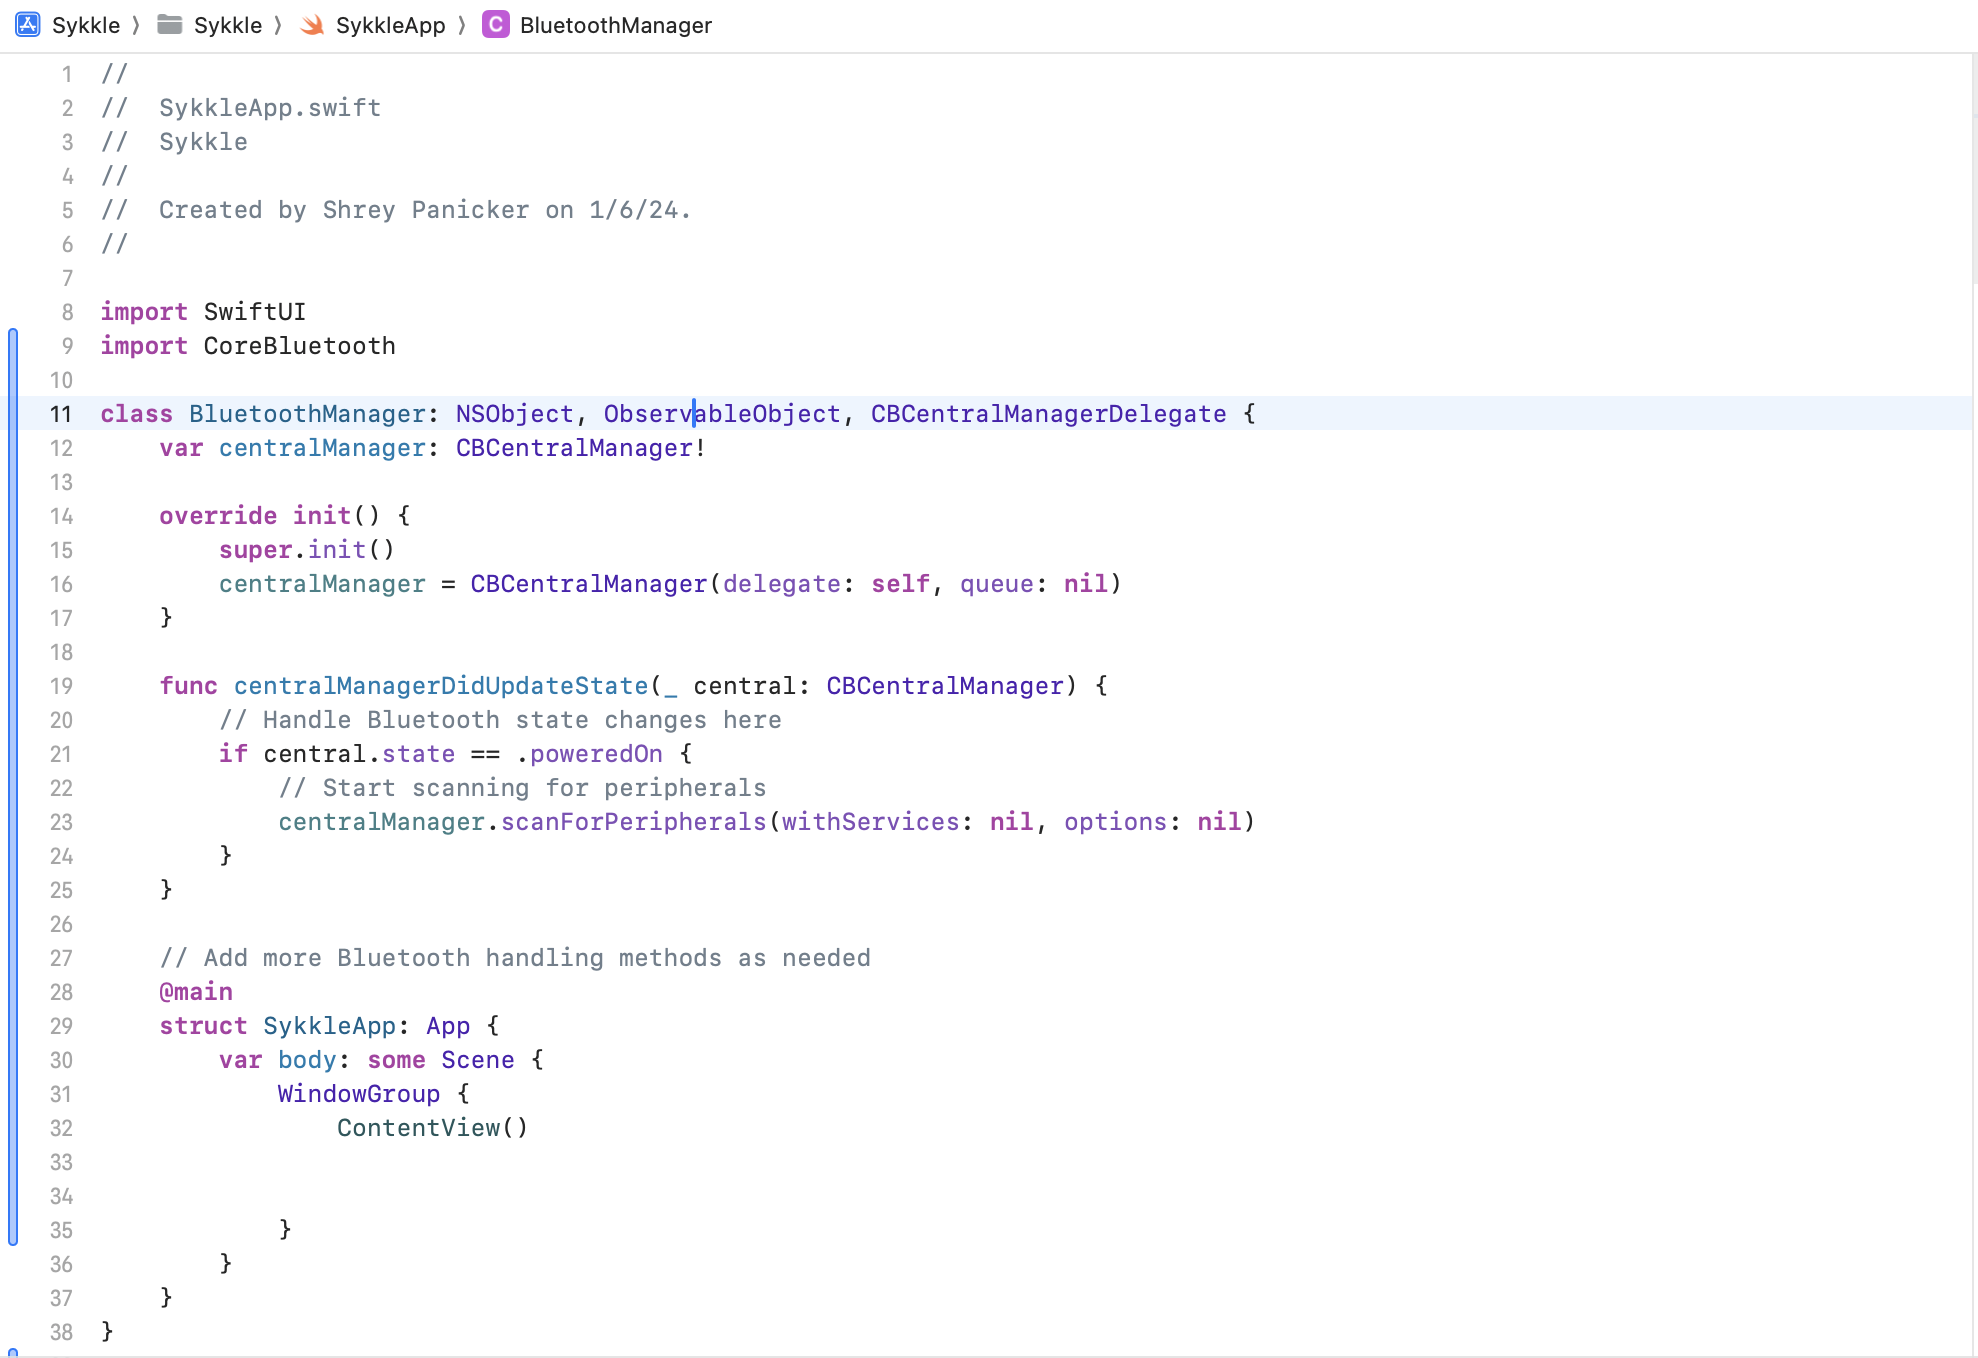 Sykkle 〉 Sykkle 〉 SykkleApp 〉 C BluetoothManager
1 //
2 //  SykkleApp.swift
3 //  Sykkle
4 //
5 //  Created by Shrey Panicker on 1/6/24.
6 //
7
8 import SwiftUI
9 import CoreBluetooth
10
11 class BluetoothManager: NSObject, ObservableObject, CBCentralManagerDelegate {
12     var centralManager: CBCentralManager!
13
14     override init() {
15         super.init()
16         centralManager = CBCentralManager(delegate: self, queue: nil)
17     }
18
19     func centralManagerDidUpdateState(_ central: CBCentralManager) {
20         // Handle Bluetooth state changes here
21         if central.state == .poweredOn {
22             // Start scanning for peripherals
23             centralManager.scanForPeripherals(withServices: nil, options: nil)
24         }
25     }
26
27     // Add more Bluetooth handling methods as needed
28     @main
29     struct SykkleApp: App {
30         var body: some Scene {
31             WindowGroup {
32                 ContentView()
33
34
35             }
36         }
37     }
38 }